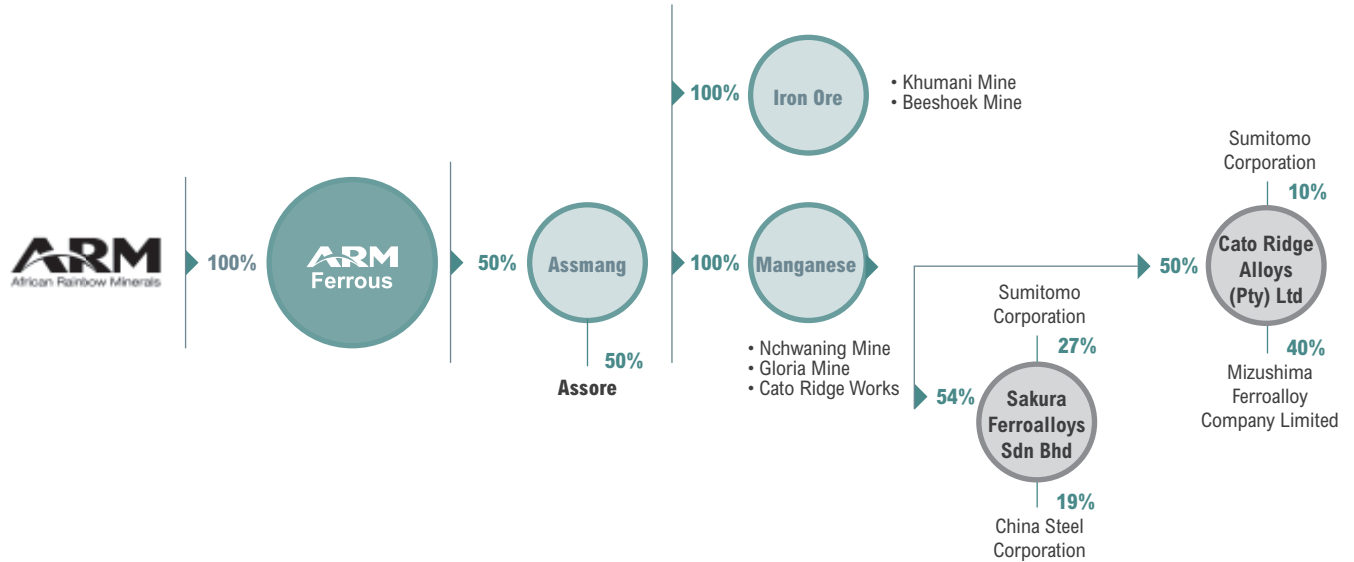 ARM
African Rainbow Minerals
100%
ARM
Ferrous
50%
Assmang
50%
Assore
100%
Iron Ore
• Khumani Mine
• Beeshoek Mine
100%
Manganese
• Nchwaning Mine
• Gloria Mine
• Cato Ridge Works
54%
Sumitomo
Corporation
27%
Sakura
Ferroalloys
Sdn Bhd
19%
China Steel
Corporation
50%
Sumitomo
Corporation
10%
Cato Ridge
Alloys
(Pty) Ltd
40%
Mizushima
Ferroalloy
Company Limited